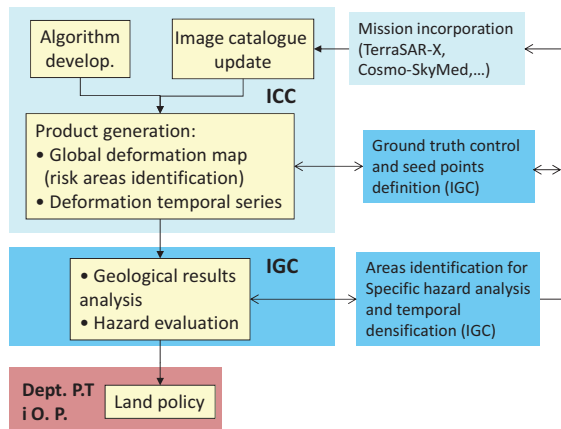 Algorithm
develop.
Image catalogue
update
Mission incorporation
(TerraSAR-X,
Cosmo-SkyMed,...)
ICC
Product generation:
• Global deformation map
(risk areas identification)
• Deformation temporal series
Ground truth control
and seed points
definition (IGC)
IGC
• Geological results
analysis
• Hazard evaluation
Areas identification for
Specific hazard analysis
and temporal
densification (IGC)
Dept. P.T
i O. P.
Land policy